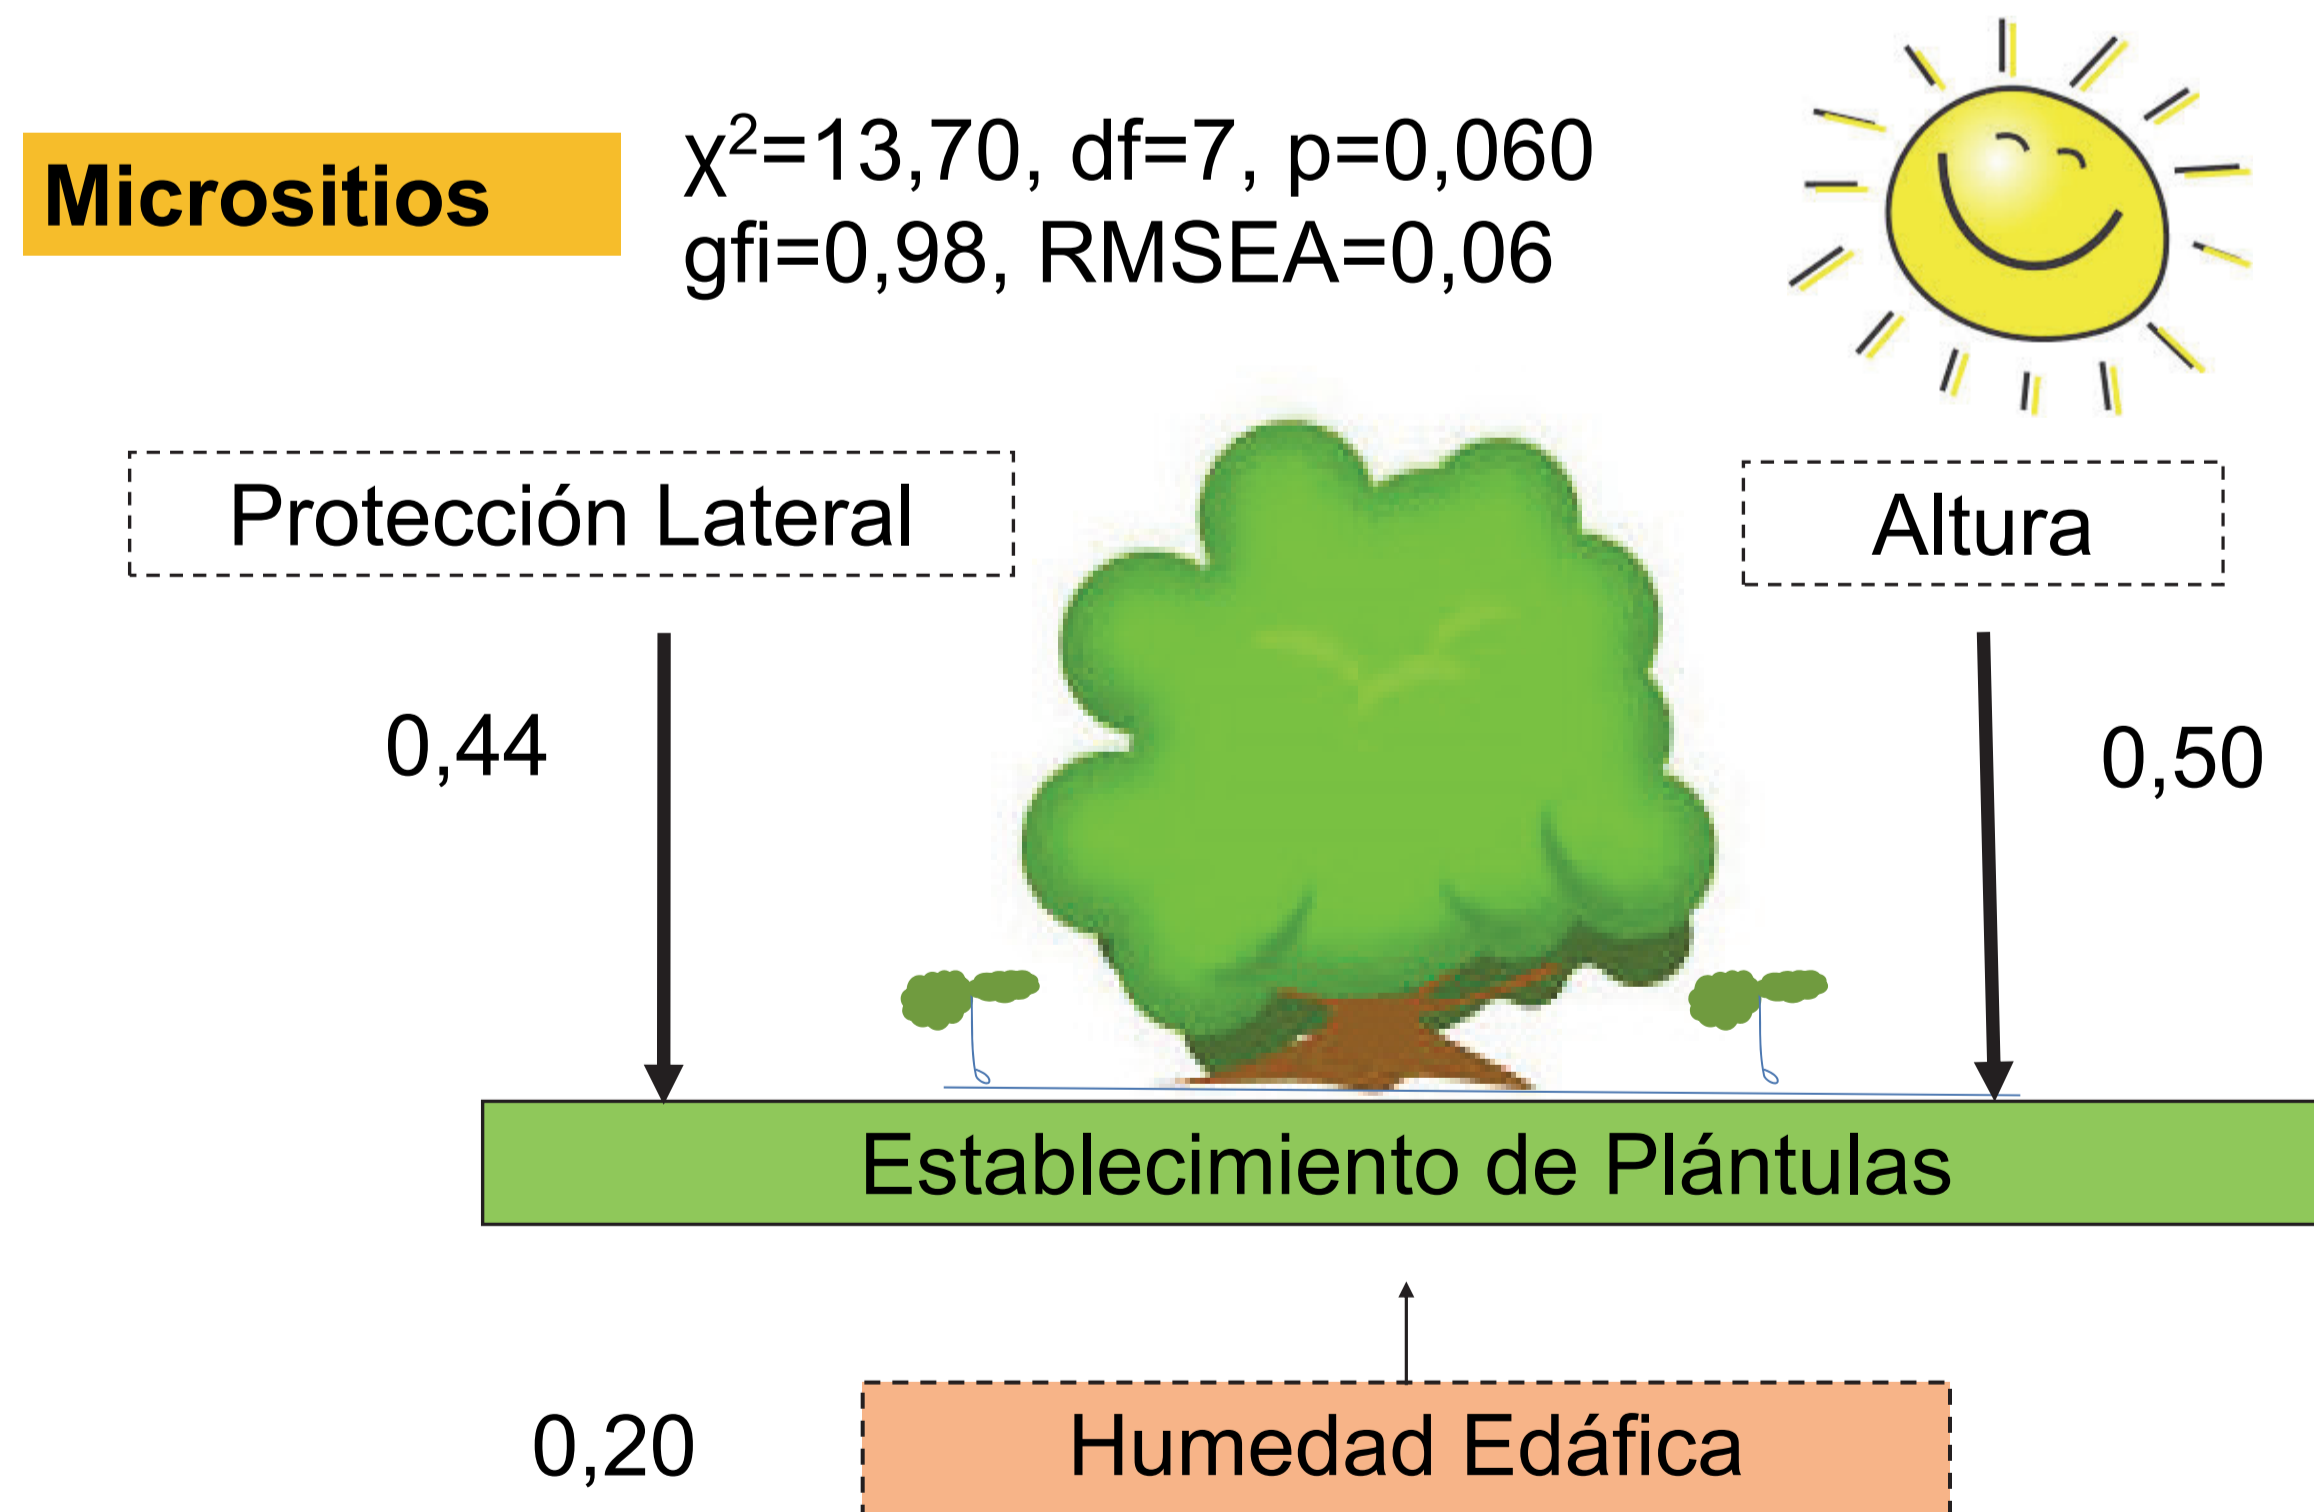 Micrositios
χ²=13,70, df=7, p=0,060
gfi=0,98, RMSEA=0,06
Protección Lateral
Altura
0,44
0,50
Establecimiento de Plántulas
0,20
Humedad Edáfica